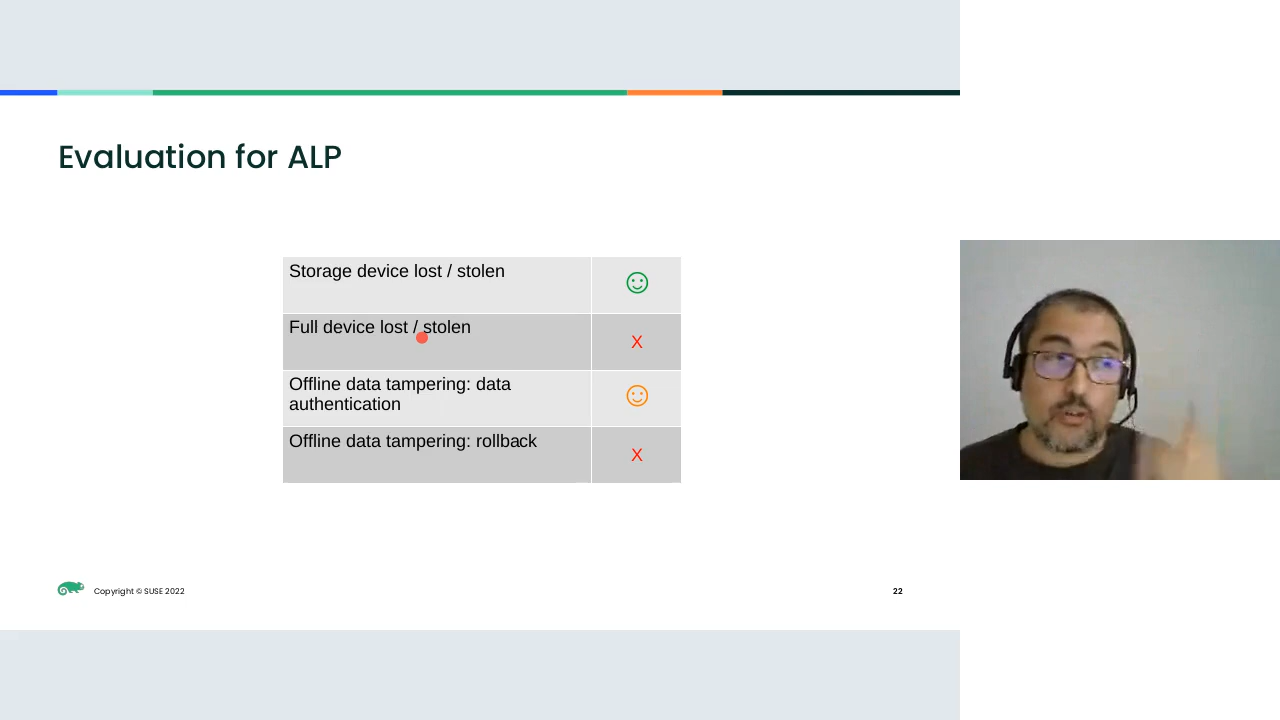 Evaluation for ALP
Storage device lost / stolen
Full device lost / stolen
X
Offline data tampering: data
authentication
Offline data tampering: rollback
X
Copyright © SUSE 2022
22